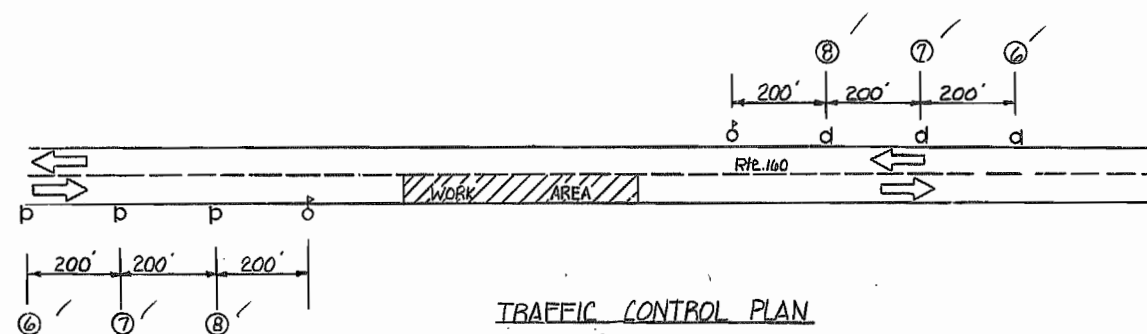 ⑧ ⑦ ⑥
200' 200' 200'
Rte. 160
WORK AREA
200' 200' 200'
⑥ ⑦ ⑧
TRAFFIC CONTROL PLAN